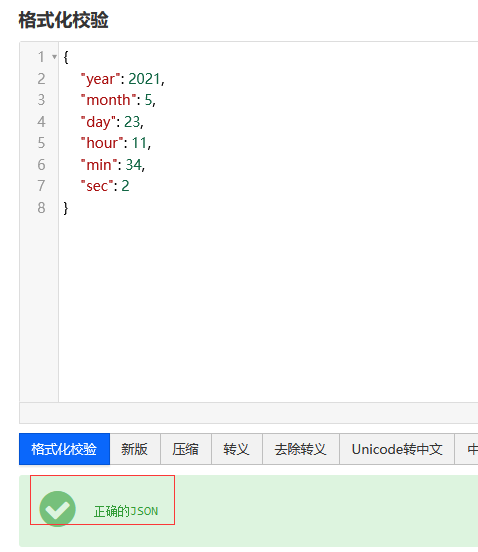 格式化校验
1 {
2 "year": 2021,
3 "month": 5,
4 "day": 23,
5 "hour": 11,
6 "min": 34,
7 "sec": 2
8 }
格式化校验 新版 压缩 转义 去除转义 Unicode转中文 中
正确的JSON